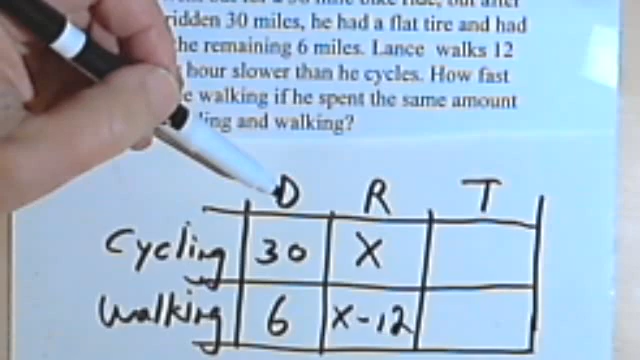 ridden 30 miles, he had a flat tire and had
the remaining 6 miles. Lance walks 12
hour slower than he cycles. How fast
walking if he spent the same amount
and walking?
D R T
Cycling 30 X
Walking 6 X-12